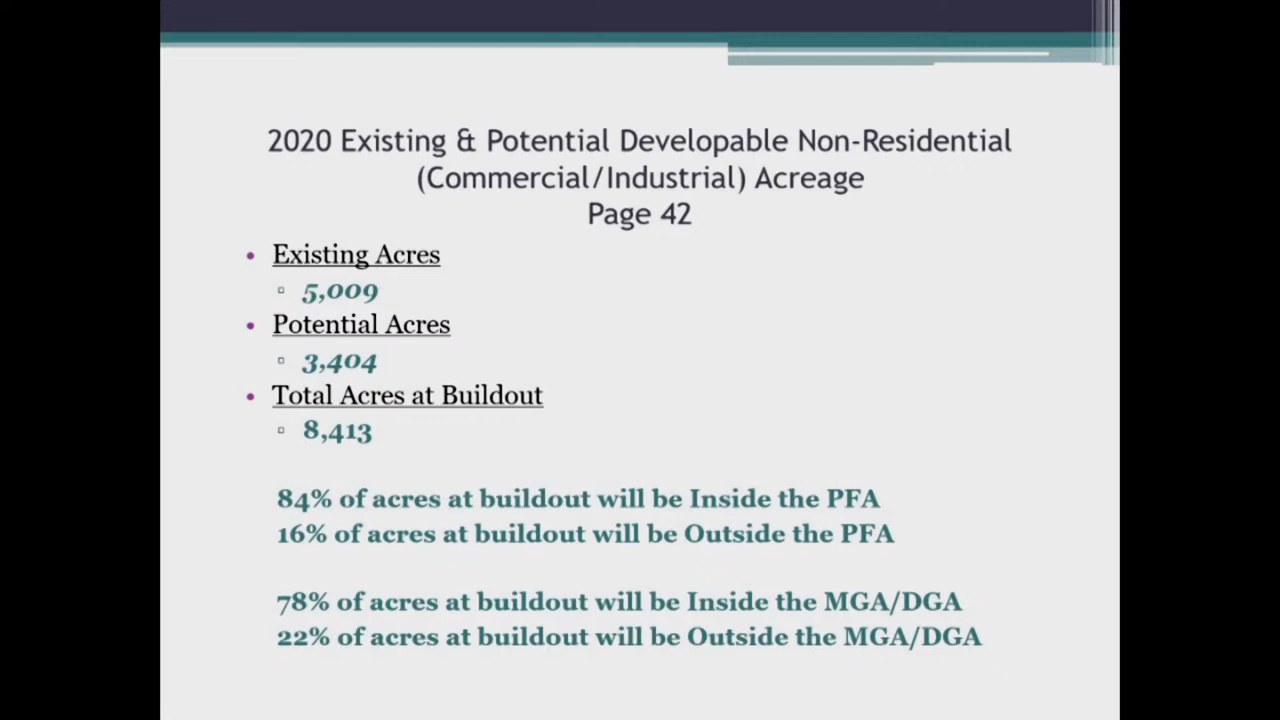 2020 Existing & Potential Developable Non-Residential
(Commercial/Industrial) Acreage
Page 42
• Existing Acres
▫ 5,009
• Potential Acres
▫ 3,404
• Total Acres at Buildout
▫ 8,413
84% of acres at buildout will be Inside the PFA
16% of acres at buildout will be Outside the PFA
78% of acres at buildout will be Inside the MGA/DGA
22% of acres at buildout will be Outside the MGA/DGA